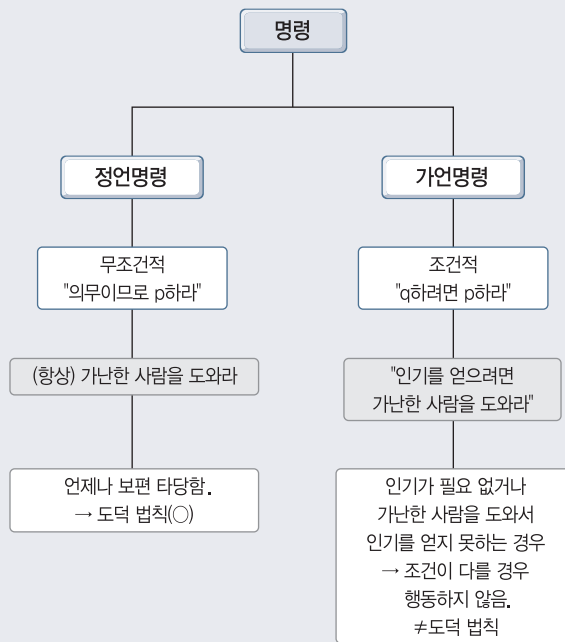 명령
정언명령
가언명령
무조건적
"의무이므로 p하라"
조건적
"q하려면 p하라"
(항상) 가난한 사람을 도와라
"인기를 얻으려면
가난한 사람을 도와라"
언제나 보편 타당함.
→ 도덕 법칙(○)
인기가 필요 없거나
가난한 사람을 도와서
인기를 얻지 못하는 경우
→ 조건이 다를 경우
행동하지 않음.
≠도덕 법칙